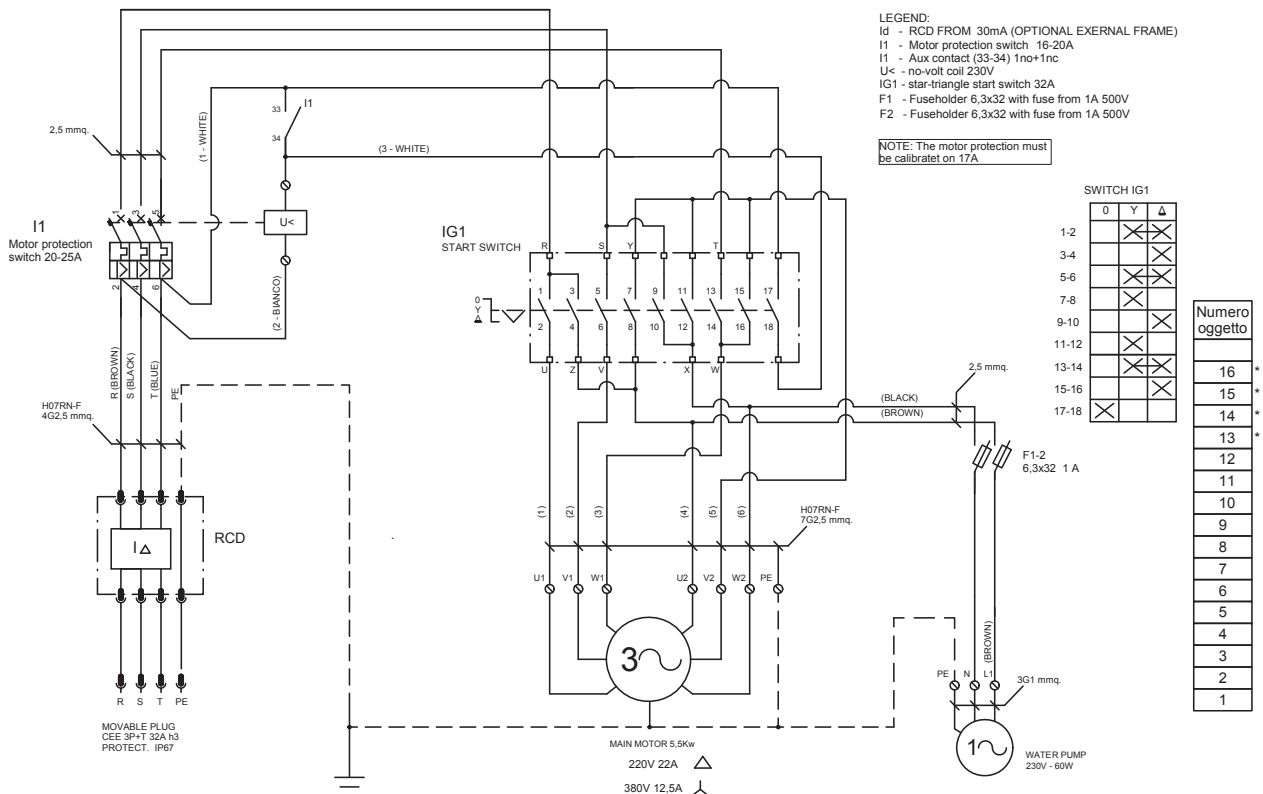 LEGEND:
Id - RCD FROM 30mA (OPTIONAL EXERNAL FRAME)
I1 - Motor protection switch 16-20A
I1 - Aux contact (33-34) 1no+1nc
U< - no-volt coil 230V
IG1 - star-triangle start switch 32A
F1 - Fuseholder 6,3x32 with fuse from 1A 500V
F2 - Fuseholder 6,3x32 with fuse from 1A 500V
NOTE: The motor protection must
be calibratet on 17A
2,5 mmq.
(1 - WHITE)
33
I1
34
(3 - WHITE)
1
3
5
I1
Motor protection
switch 20-25A
U<
2
4
6
(2 - BIANCO)
IG1
START SWITCH
R
S
Y
T
1
3
5
7
9
11
13
15
17
0
Y
Δ
2
4
6
8
10
12
14
16
18
U
Z
V
X
W
SWITCH IG1
0 Y Δ
1-2
3-4
5-6
7-8
9-10
11-12
13-14
15-16
17-18
Numero
oggetto
16 *
15 *
14 *
13 *
12
11
10
9
8
7
6
5
4
3
2
1
R (BROWN)
S (BLACK)
T (BLUE)
PE
H07RN-F
4G2,5 mmq.
RCD
I Δ
R S T PE
MOVABLE PLUG
CEE 3P+T 32A h3
PROTECT. IP67
2,5 mmq.
(BLACK)
(BROWN)
F1-2
6,3x32 1 A
(1)
(2)
(3)
(4)
(5)
(6)
H07RN-F
7G2,5 mmq.
U1 V1 W1 U2 V2 W2 PE
3
MAIN MOTOR 5,5Kw
220V 22A
380V 12,5A
(BROWN)
PE N L1
3G1 mmq.
1
WATER PUMP
230V - 60W